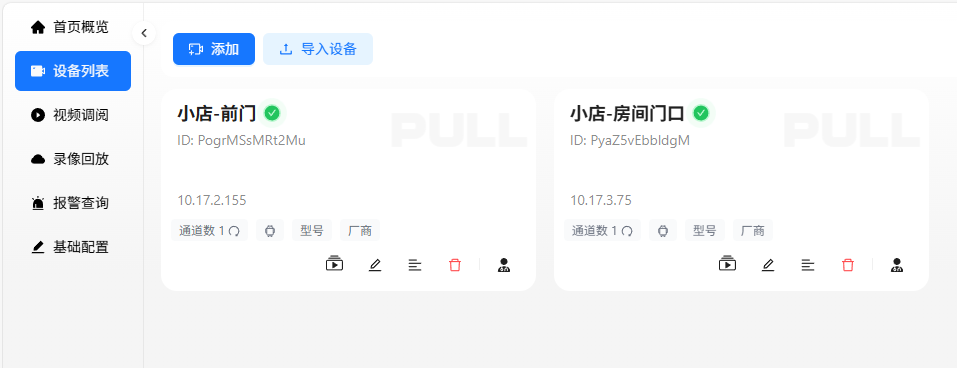 首页概览
设备列表
视频调阅
录像回放
报警查询
基础配置
添加 导入设备
小店-前门
PULL
ID: PogrMSsMRt2Mu
10.17.2.155
通道数 1 型号 厂商
小店-房间门口
PULL
ID: PyaZ5vEbbldgM
10.17.3.75
通道数 1 型号 厂商